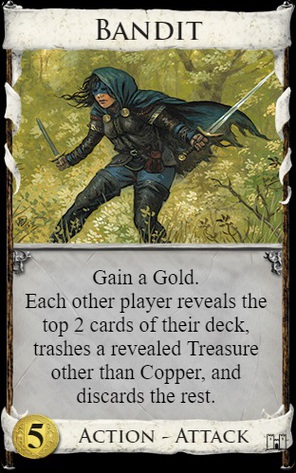 BANDIT
Gain a Gold.
Each other player reveals the
top 2 cards of their deck,
trashes a revealed Treasure
other than Copper, and
discards the rest.
5 ACTION - ATTACK